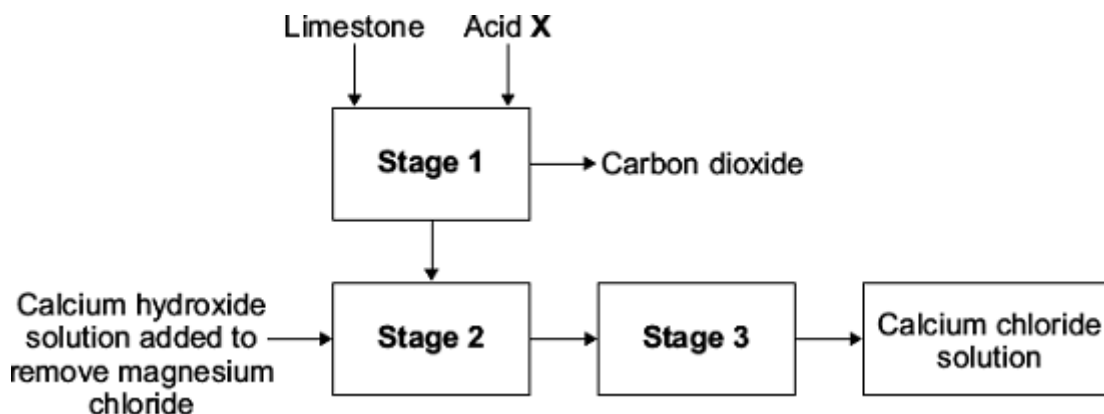 Limestone
Acid X
Stage 1
Carbon dioxide
Calcium hydroxide
solution added to
remove magnesium
chloride
Stage 2
Stage 3
Calcium chloride
solution